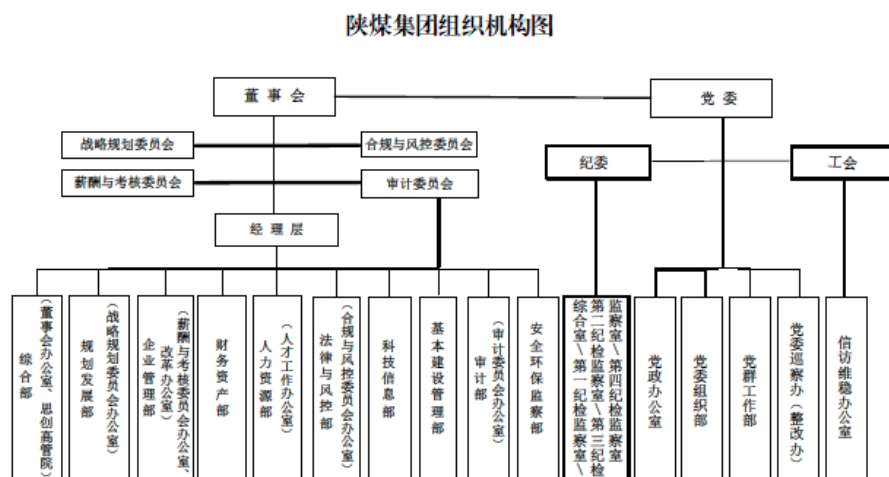 陕煤集团组织机构图
董事会
党委
战略规划委员会
合规与风控委员会
纪委
工会
薪酬与考核委员会
审计委员会
经理层
综合部
（董事会办公室、思创高管院）
规划发展部
（战略规划委员会办公室）
企业管理部
（薪酬与考核委员会办公室、
改革办公室）
财务资产部
人力资源部
（人才工作办公室）
法律与风控部
（合规与风控委员会办公室）
科技信息部
基本建设管理部
审计部
（审计委员会办公室）
安全环保监察部
综合室\第一纪检监察室\
第二纪检监察室\第三纪检
监察室\第四纪检监察室
党政办公室
党委组织部
党群工作部
党委巡察办（整改办）
信访维稳办公室